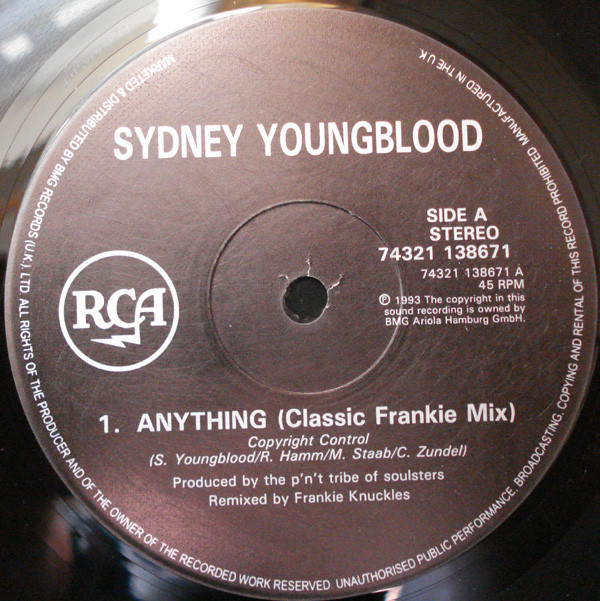 MARKETED & DISTRIBUTED BY BMG RECORDS (U.K.) LTD. ALL RIGHTS OF THE PRODUCER AND OF THE OWNER OF THE RECORDED WORK RESERVED. UNAUTHORISED PUBLIC PERFORMANCE, BROADCASTING, COPYING AND RENTAL OF THIS RECORD PROHIBITED. MANUFACTURED IN THE U.K.
SYDNEY YOUNGBLOOD
SIDE A
STEREO
74321 138671
74321 138671 A
45 RPM
℗ 1993 The copyright in this
sound recording is owned by
BMG Ariola Hamburg GmbH.
RCA
1. ANYTHING (Classic Frankie Mix)
Copyright Control
(S. Youngblood/R. Hamm/M. Staab/C. Zundel)
Produced by the p'n't tribe of soulsters
Remixed by Frankie Knuckles